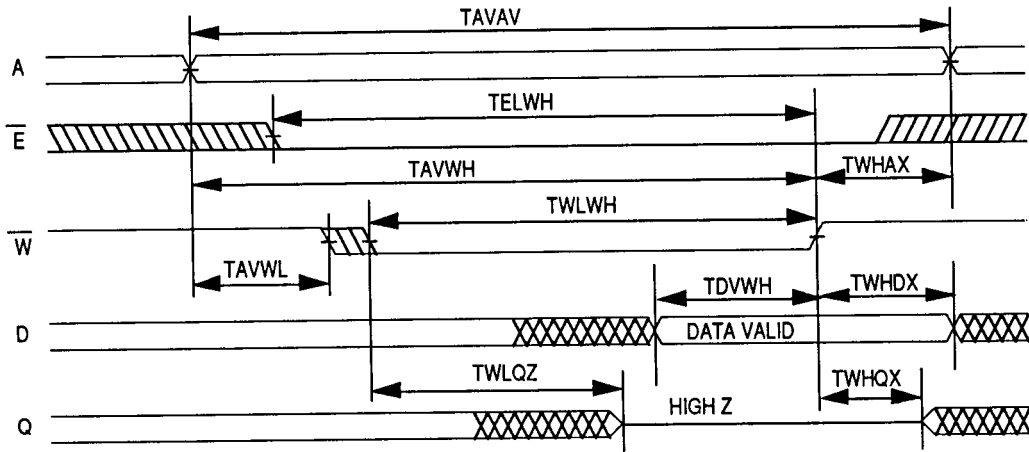 TAVAV
A
TELWH
E̅
TAVWH
TWHAX
TWLWH
W̅
TAVWL
TDVWH
TWHDX
D
DATA VALID
TWLQZ
TWHQX
HIGH Z
Q